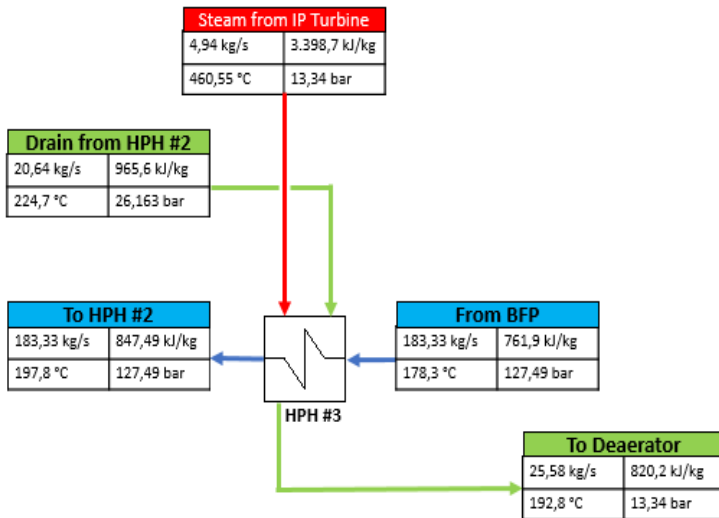 Steam from IP Turbine
4,94 kg/s 3.398,7 kJ/kg
460,55 °C 13,34 bar
Drain from HPH #2
20,64 kg/s 965,6 kJ/kg
224,7 °C 26,163 bar
To HPH #2
183,33 kg/s 847,49 kJ/kg
197,8 °C 127,49 bar
From BFP
183,33 kg/s 761,9 kJ/kg
178,3 °C 127,49 bar
HPH #3
To Deaerator
25,58 kg/s 820,2 kJ/kg
192,8 °C 13,34 bar